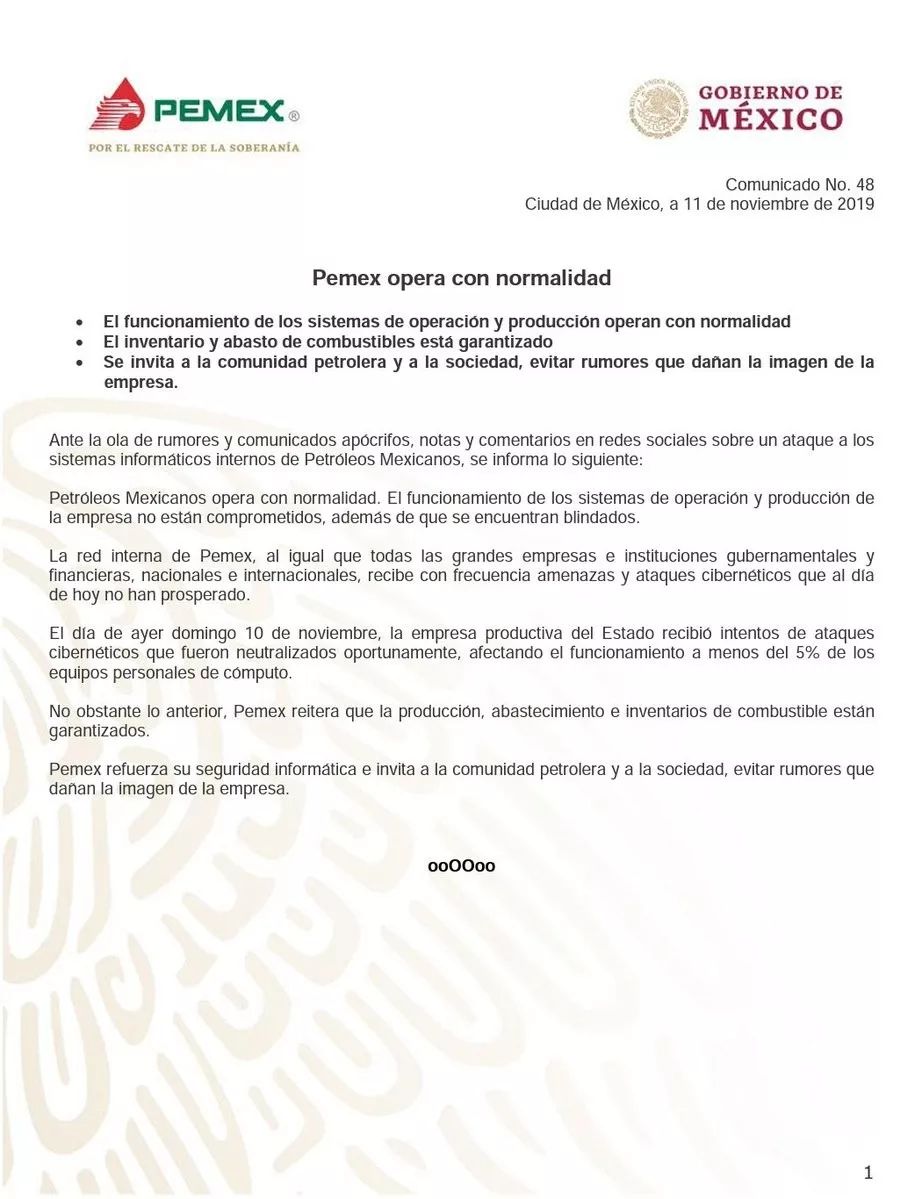 PEMEX®
POR EL RESCATE DE LA SOBERANÍA
ESTADOS UNIDOS MEXICANOS
GOBIERNO DE
MÉXICO
Comunicado No. 48
Ciudad de México, a 11 de noviembre de 2019
Pemex opera con normalidad
• El funcionamiento de los sistemas de operación y producción operan con normalidad
• El inventario y abasto de combustibles está garantizado
• Se invita a la comunidad petrolera y a la sociedad, evitar rumores que dañan la imagen de la
empresa.
Ante la ola de rumores y comunicados apócrifos, notas y comentarios en redes sociales sobre un ataque a los
sistemas informáticos internos de Petróleos Mexicanos, se informa lo siguiente:
Petróleos Mexicanos opera con normalidad. El funcionamiento de los sistemas de operación y producción de
la empresa no están comprometidos, además de que se encuentran blindados.
La red interna de Pemex, al igual que todas las grandes empresas e instituciones gubernamentales y
financieras, nacionales e internacionales, recibe con frecuencia amenazas y ataques cibernéticos que al día
de hoy no han prosperado.
El día de ayer domingo 10 de noviembre, la empresa productiva del Estado recibió intentos de ataques
cibernéticos que fueron neutralizados oportunamente, afectando el funcionamiento a menos del 5% de los
equipos personales de cómputo.
No obstante lo anterior, Pemex reitera que la producción, abastecimiento e inventarios de combustible están
garantizados.
Pemex refuerza su seguridad informática e invita a la comunidad petrolera y a la sociedad, evitar rumores que
dañan la imagen de la empresa.
ooOOoo
1